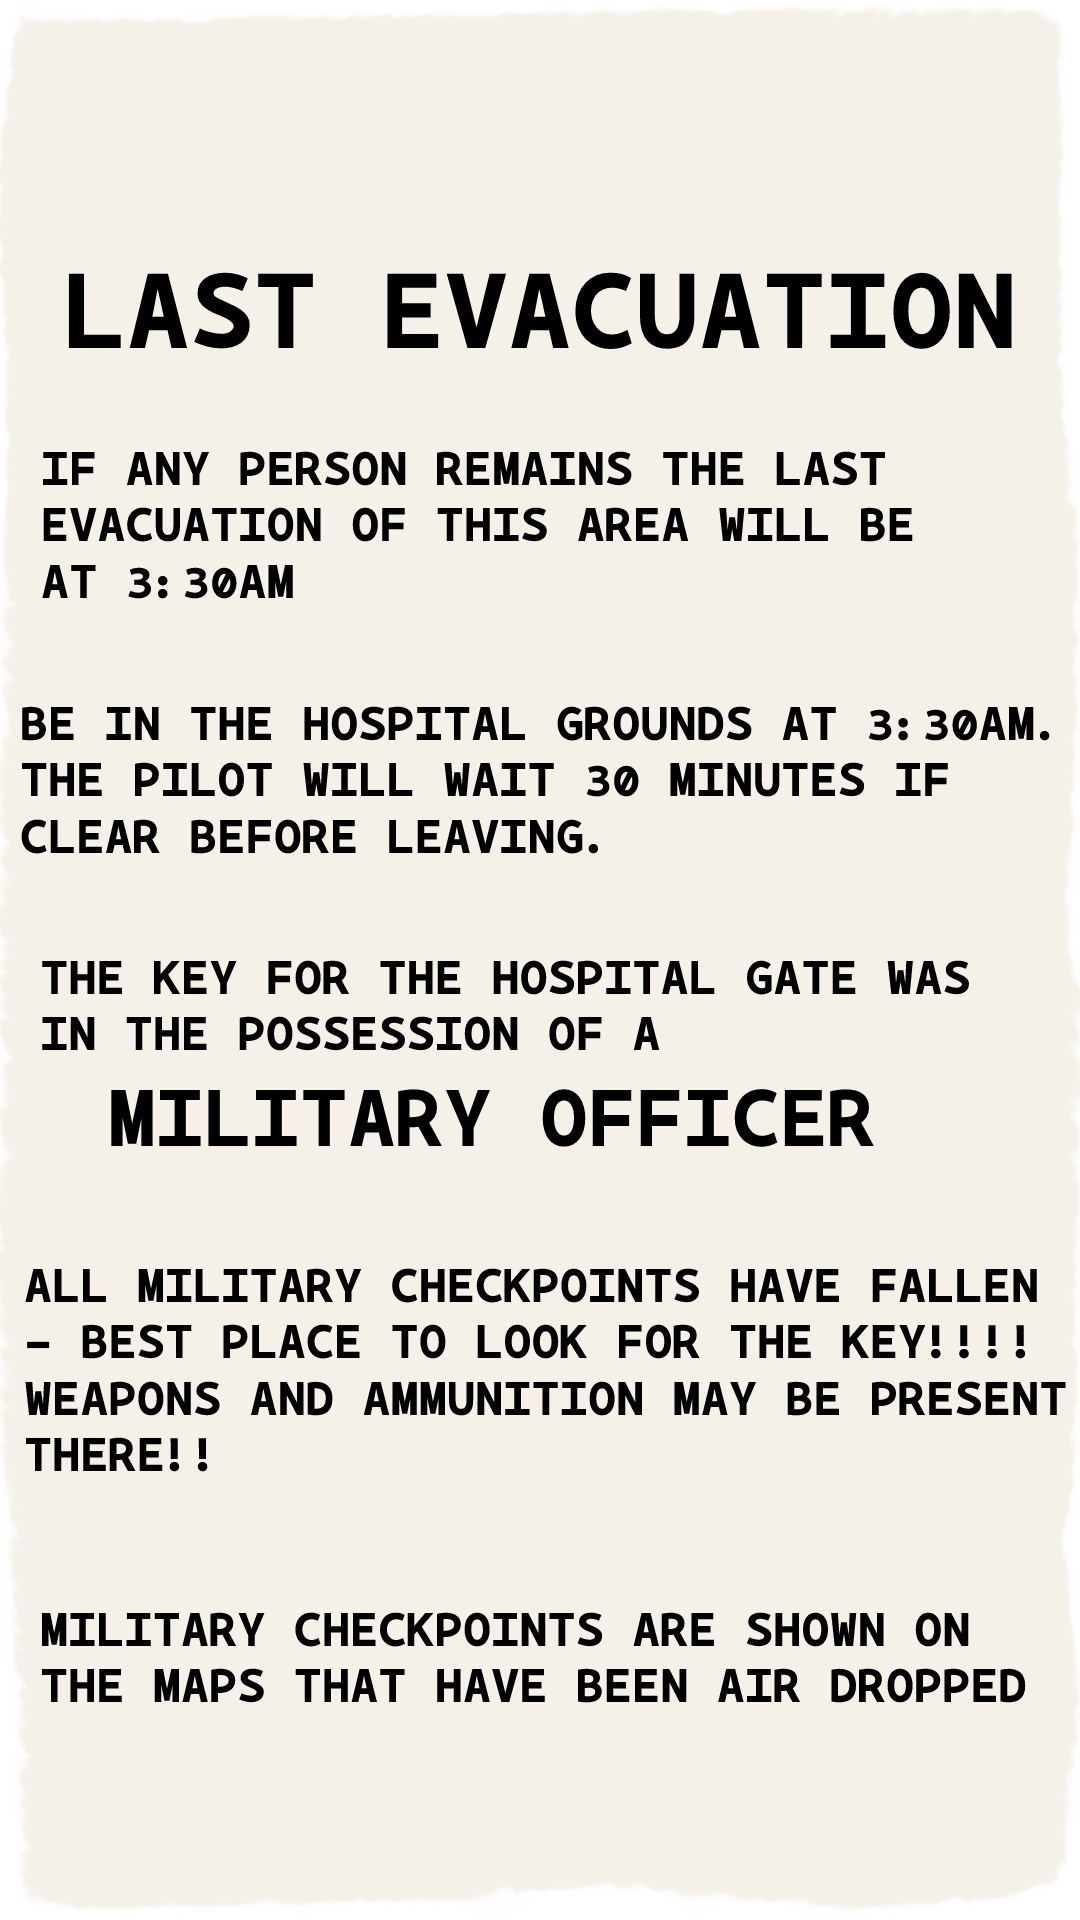 LAST EVACUATION
IF ANY PERSON REMAINS THE LAST
EVACUATION OF THIS AREA WILL BE
AT 3:30AM
BE IN THE HOSPITAL GROUNDS AT 3:30AM.
THE PILOT WILL WAIT 30 MINUTES IF
CLEAR BEFORE LEAVING.
THE KEY FOR THE HOSPITAL GATE WAS
IN THE POSSESSION OF A
MILITARY OFFICER
ALL MILITARY CHECKPOINTS HAVE FALLEN
– BEST PLACE TO LOOK FOR THE KEY!!!!
WEAPONS AND AMMUNITION MAY BE PRESENT
THERE!!
MILITARY CHECKPOINTS ARE SHOWN ON
THE MAPS THAT HAVE BEEN AIR DROPPED